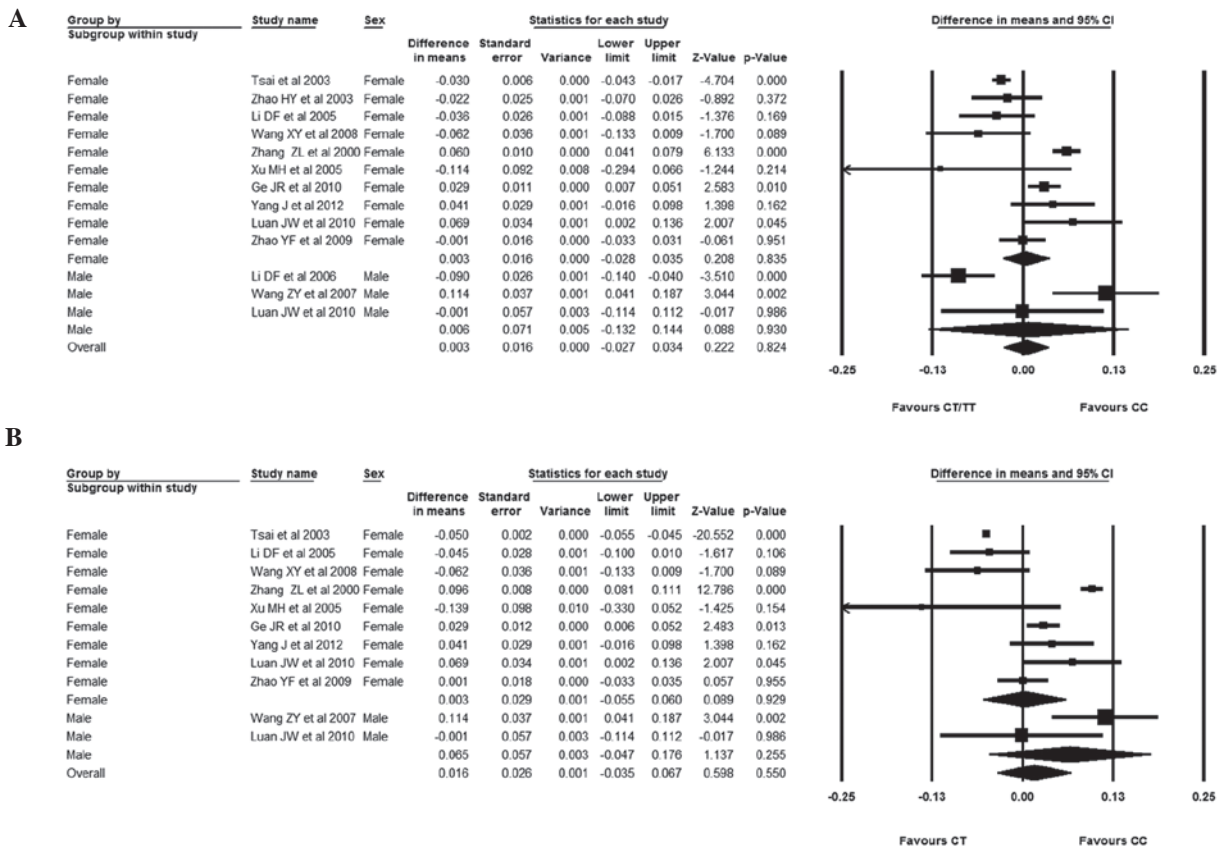 A
Group by Study name Sex Statistics for each study Difference in means and 95% CI
Subgroup within study
Difference Standard Lower Upper
in means error Variance limit limit Z-Value p-Value
Female Tsai et al 2003 Female -0.030 0.006 0.000 -0.043 -0.017 -4.704 0.000
Female Zhao HY et al 2003 Female -0.022 0.025 0.001 -0.070 0.026 -0.892 0.372
Female Li DF et al 2005 Female -0.036 0.026 0.001 -0.088 0.015 -1.376 0.169
Female Wang XY et al 2008 Female -0.062 0.036 0.001 -0.133 0.009 -1.700 0.089
Female Zhang ZL et al 2000 Female 0.060 0.010 0.000 0.041 0.079 6.133 0.000
Female Xu MH et al 2005 Female -0.114 0.092 0.008 -0.294 0.066 -1.244 0.214
Female Ge JR et al 2010 Female 0.029 0.011 0.000 0.007 0.051 2.583 0.010
Female Yang J et al 2012 Female 0.041 0.029 0.001 -0.016 0.098 1.398 0.162
Female Luan JW et al 2010 Female 0.069 0.034 0.001 0.002 0.136 2.007 0.045
Female Zhao YF et al 2009 Female -0.001 0.016 0.000 -0.033 0.031 -0.061 0.951
Female 0.003 0.016 0.000 -0.028 0.035 0.208 0.835
Male Li DF et al 2006 Male -0.090 0.026 0.001 -0.140 -0.040 -3.510 0.000
Male Wang ZY et al 2007 Male 0.114 0.037 0.001 0.041 0.187 3.044 0.002
Male Luan JW et al 2010 Male -0.001 0.057 0.003 -0.114 0.112 -0.017 0.986
Male 0.006 0.071 0.005 -0.132 0.144 0.088 0.930
Overall 0.003 0.016 0.000 -0.027 0.034 0.222 0.824
-0.25 -0.13 0.00 0.13 0.25
Favours CT/TT Favours CC
B
Group by Study name Sex Statistics for each study Difference in means and 95% CI
Subgroup within study
Difference Standard Lower Upper
in means error Variance limit limit Z-Value p-Value
Female Tsai et al 2003 Female -0.050 0.002 0.000 -0.055 -0.045 -20.552 0.000
Female Li DF et al 2005 Female -0.045 0.028 0.001 -0.100 0.010 -1.617 0.106
Female Wang XY et al 2008 Female -0.062 0.036 0.001 -0.133 0.009 -1.700 0.089
Female Zhang ZL et al 2000 Female 0.096 0.008 0.000 0.081 0.111 12.786 0.000
Female Xu MH et al 2005 Female -0.139 0.098 0.010 -0.330 0.052 -1.425 0.154
Female Ge JR et al 2010 Female 0.029 0.012 0.000 0.006 0.052 2.483 0.013
Female Yang J et al 2012 Female 0.041 0.029 0.001 -0.016 0.098 1.398 0.162
Female Luan JW et al 2010 Female 0.069 0.034 0.001 0.002 0.136 2.007 0.045
Female Zhao YF et al 2009 Female 0.001 0.018 0.000 -0.033 0.035 0.057 0.955
Female 0.003 0.029 0.001 -0.055 0.060 0.089 0.929
Male Wang ZY et al 2007 Male 0.114 0.037 0.001 0.041 0.187 3.044 0.002
Male Luan JW et al 2010 Male -0.001 0.057 0.003 -0.114 0.112 -0.017 0.986
Male 0.065 0.057 0.003 -0.047 0.176 1.137 0.255
Overall 0.016 0.026 0.001 -0.035 0.067 0.598 0.550
-0.25 -0.13 0.00 0.13 0.25
Favours CT Favours CC